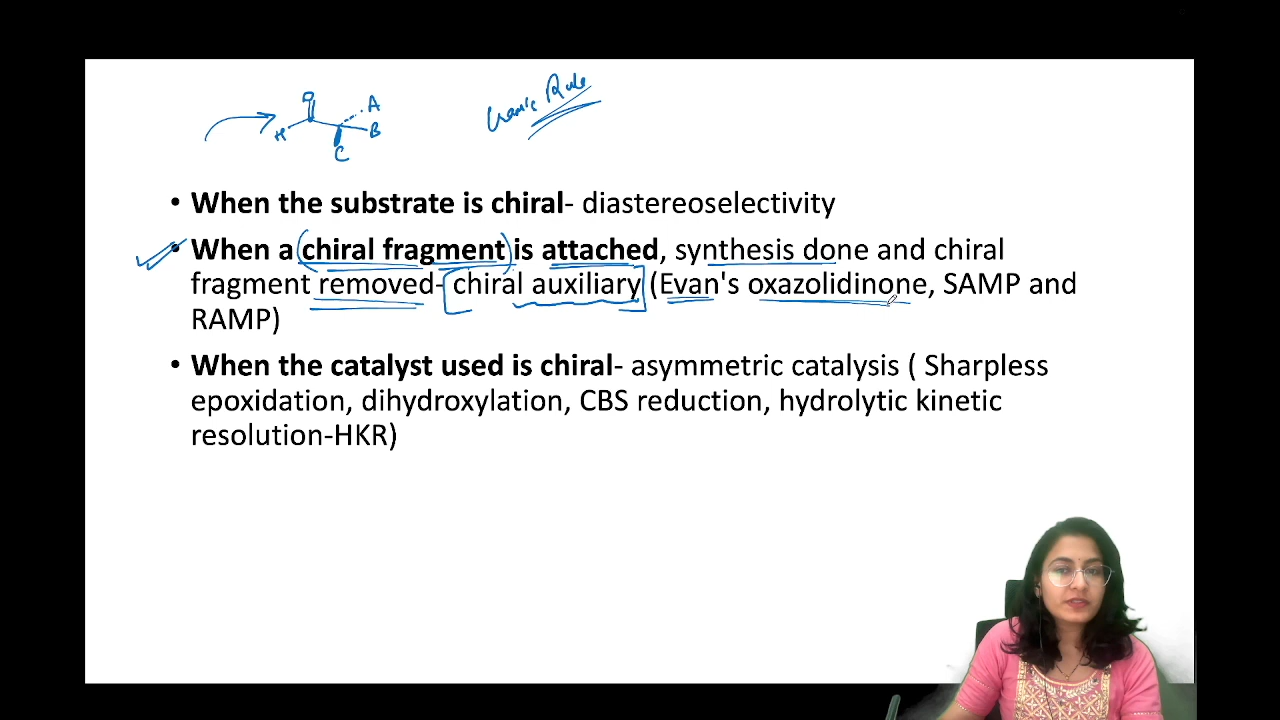 O
A
H
B
C
Rule
• When the substrate is chiral- diastereoselectivity
• When a (chiral fragment) is attached, synthesis done and chiral
fragment removed- [chiral auxiliary] (Evan's oxazolidinone, SAMP and
RAMP)
• When the catalyst used is chiral- asymmetric catalysis ( Sharpless
epoxidation, dihydroxylation, CBS reduction, hydrolytic kinetic
resolution-HKR)